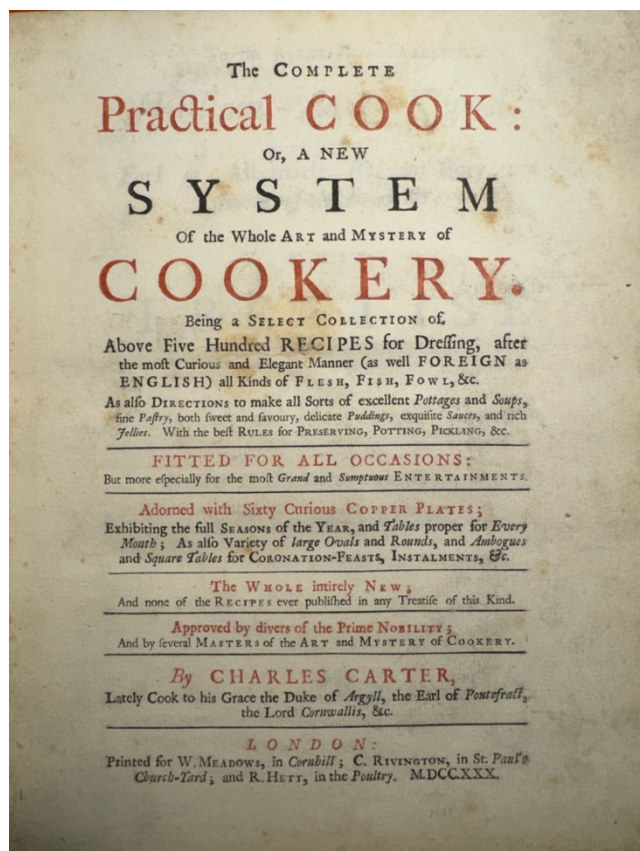 The COMPLETE
Practical COOK:
Or, A NEW
SYSTEM
Of the Whole ART and MYSTERY of
COOKERY.
Being a SELECT COLLECTION of,
Above Five Hundred RECIPES for Dreſſing, after
the moſt Curious and Elegant Manner (as well FOREIGN as
ENGLISH) all Kinds of FLESH, FISH, FOWL, &c.
As alſo DIRECTIONS to make all Sorts of excellent Pottages and Soups,
fine Paſtry, both ſweet and ſavoury, delicate Puddings, exquiſite Sauces, and rich
Jellies. With the beſt RULES for PRESERVING, POTTING, PICKLING, &c.
FITTED FOR ALL OCCASIONS:
But more eſpecially for the moſt Grand and Sumptuous ENTERTAINMENTS.
Adorned with Sixty Curious COPPER PLATES;
Exhibiting the full SEASONS of the YEAR, and Tables proper for Every
Month; As alſo Variety of large Ovals and Rounds, and Ambogues
and Square Tables for CORONATION-FEASTS, INSTALMENTS, &c.
The WHOLE intirely NEW;
And none of the RECIPES ever publiſhed in any Treatiſe of this Kind.
Approved by divers of the Prime NOBILITY;
And by ſeveral MASTERS of the ART and MYSTERY of COOKERY.
By CHARLES CARTER,
Lately Cook to his Grace the Duke of Argyll, the Earl of Pontefract,
the Lord Cornwallis, &c.
LONDON:
Printed for W. MEADOWS, in Cornhill; C. RIVINGTON, in St. Paul's
Church-Yard; and R. HETT, in the Poultry. M.DCC.XXX.